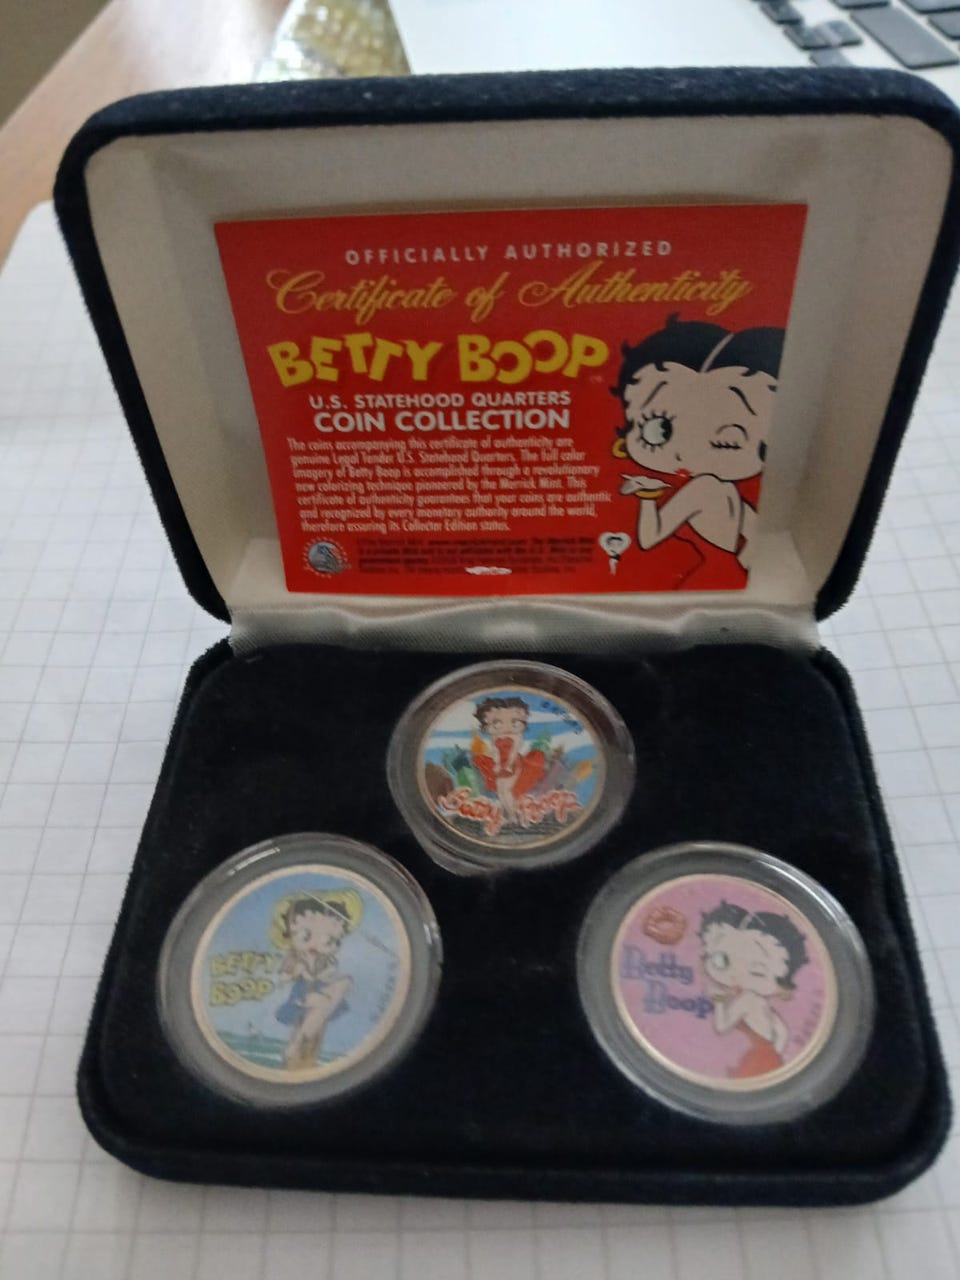 OFFICIALLY AUTHORIZED
Certificate of Authenticity
BETTY BOOP
U.S. STATEHOOD QUARTERS
COIN COLLECTION
The coins accompanying this certificate of authenticity are
genuine Legal Tender U.S. Statehood Quarters. The full color
imagery of Betty Boop is accomplished through a revolutionary
new colorizing technique pioneered by the Merrick Mint. This
certificate of authenticity guarantees that your coins are authentic
and recognized by every monetary authority around the world,
therefore assuring its Collector Edition status.
Betty Boop
BETTY
BOOP
Betty
Boop